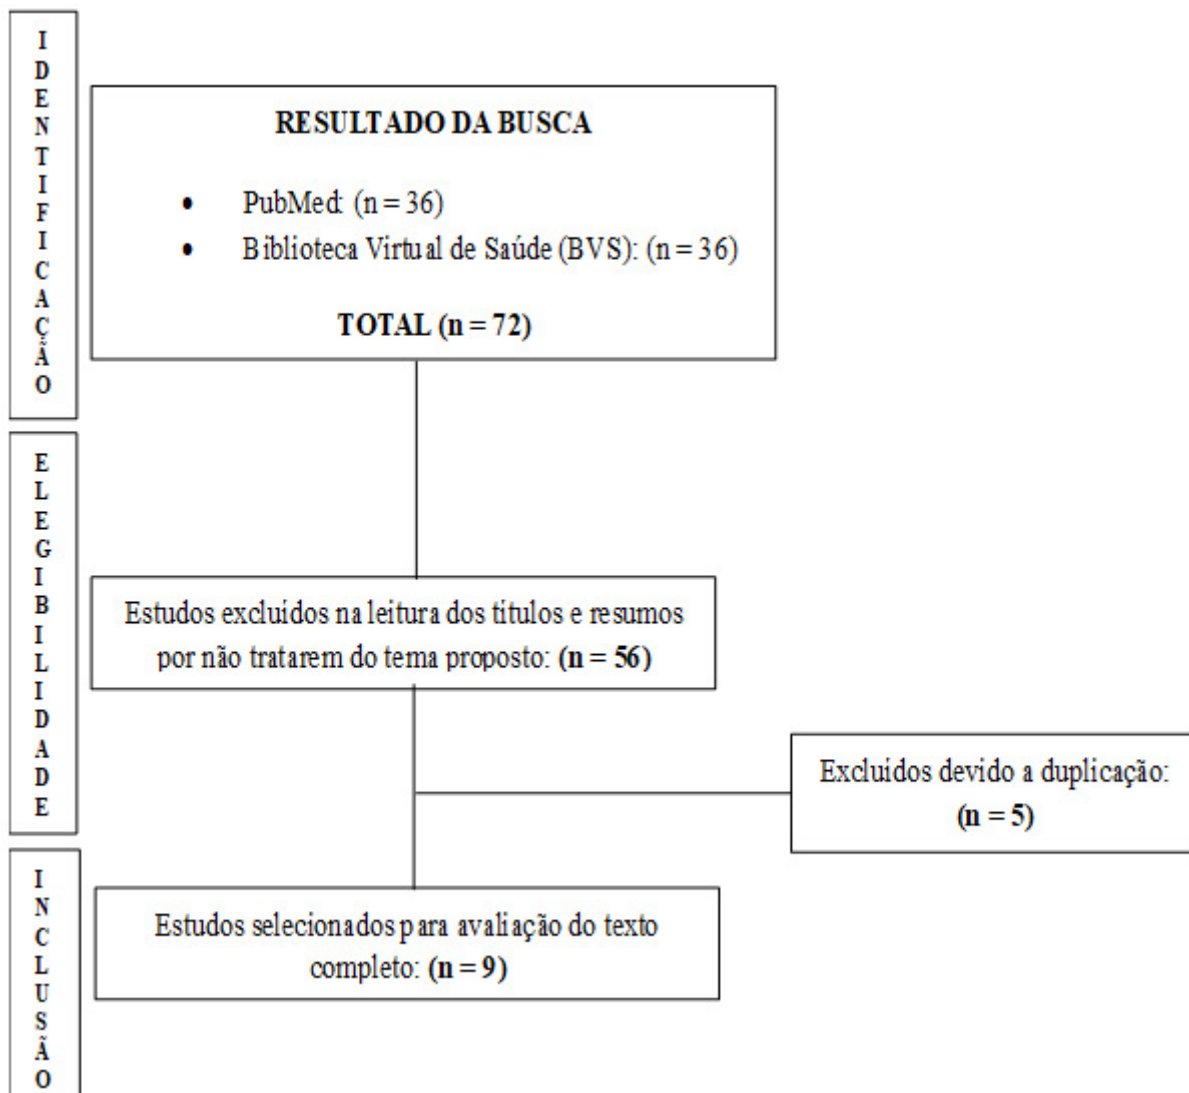 IDENTIFICAÇÃO
RESULTADO DA BUSCA
• PubMed: (n = 36)
• Biblioteca Virtual de Saúde (BVS): (n = 36)
TOTAL (n = 72)
ELEGIBILIDADE
Estudos excluídos na leitura dos títulos e resumos
por não tratarem do tema proposto: (n = 56)
Excluídos devido a duplicação:
(n = 5)
INCLUSÃO
Estudos selecionados para avaliação do texto
completo: (n = 9)